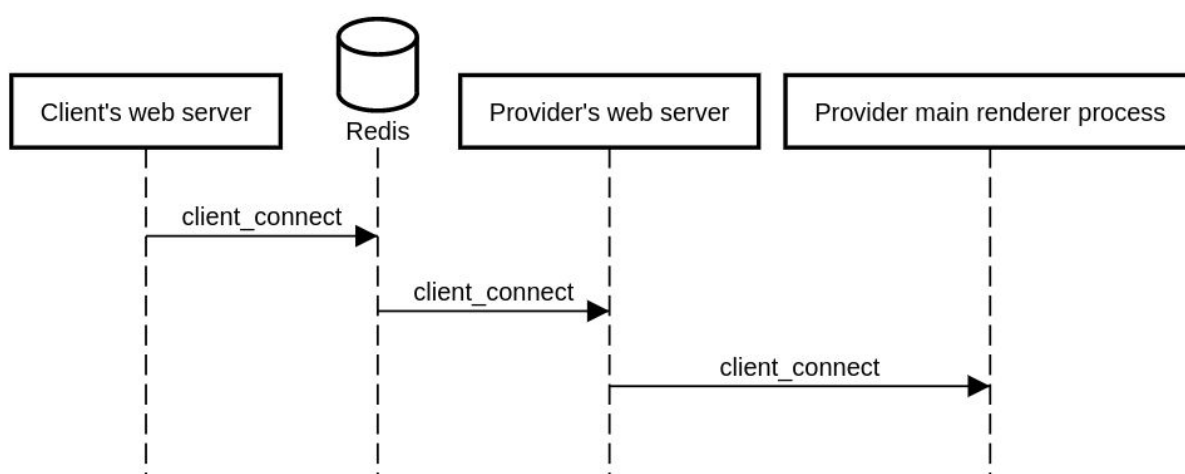 Client's web server
Redis
Provider's web server
Provider main renderer process
client_connect
client_connect
client_connect